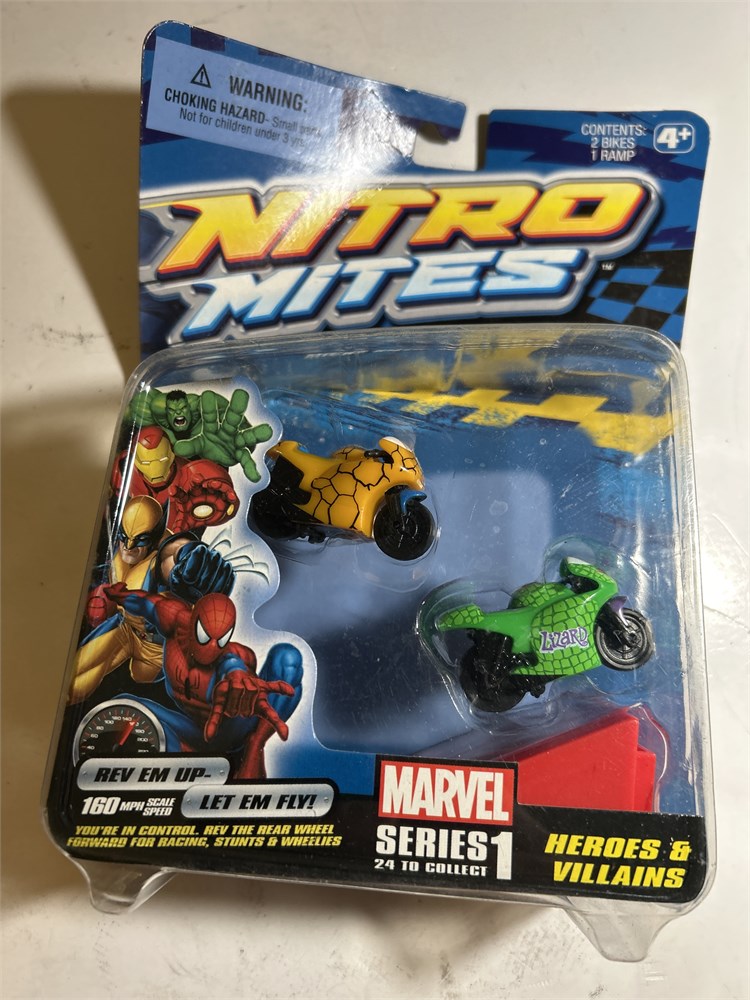 WARNING:
CHOKING HAZARD- Small
Not for children under 3
CONTENTS:
2 BIKES
1 RAMP
4+
NITRO
MITES
TM
LIZARD
REV EM UP-
160 MPH SCALE SPEED
LET EM FLY!
YOU'RE IN CONTROL. REV THE REAR WHEEL
FORWARD FOR RACING, STUNTS & WHEELIES
MARVEL
SERIES 1
24 TO COLLECT
HEROES &
VILLAINS